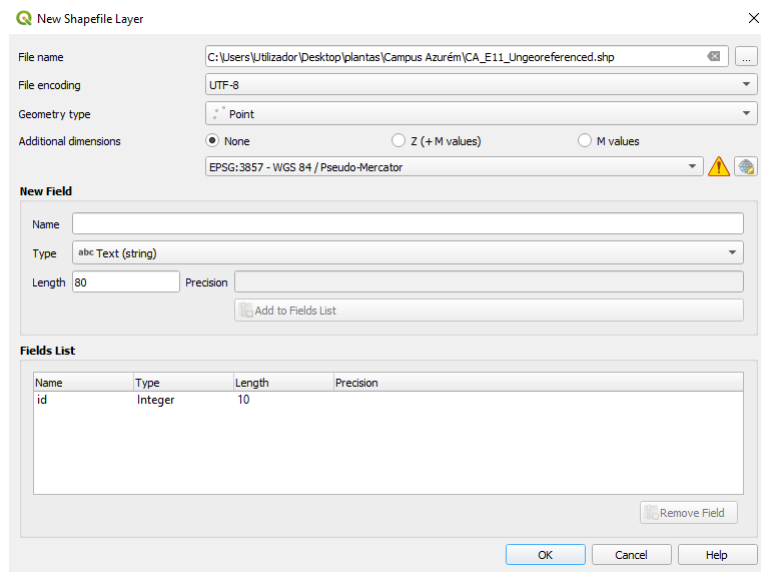 New Shapefile Layer
File name C:\Users\Utilizador\Desktop\plantas\Campus Azurém\CA_E11_Ungeoreferenced.shp ...
File encoding UTF-8
Geometry type Point
Additional dimensions None Z (+ M values) M values
EPSG:3857 - WGS 84 / Pseudo-Mercator
New Field
Name
Type abc Text (string)
Length 80 Precision
Add to Fields List
Fields List
Name Type Length Precision
id Integer 10
Remove Field
OK Cancel Help